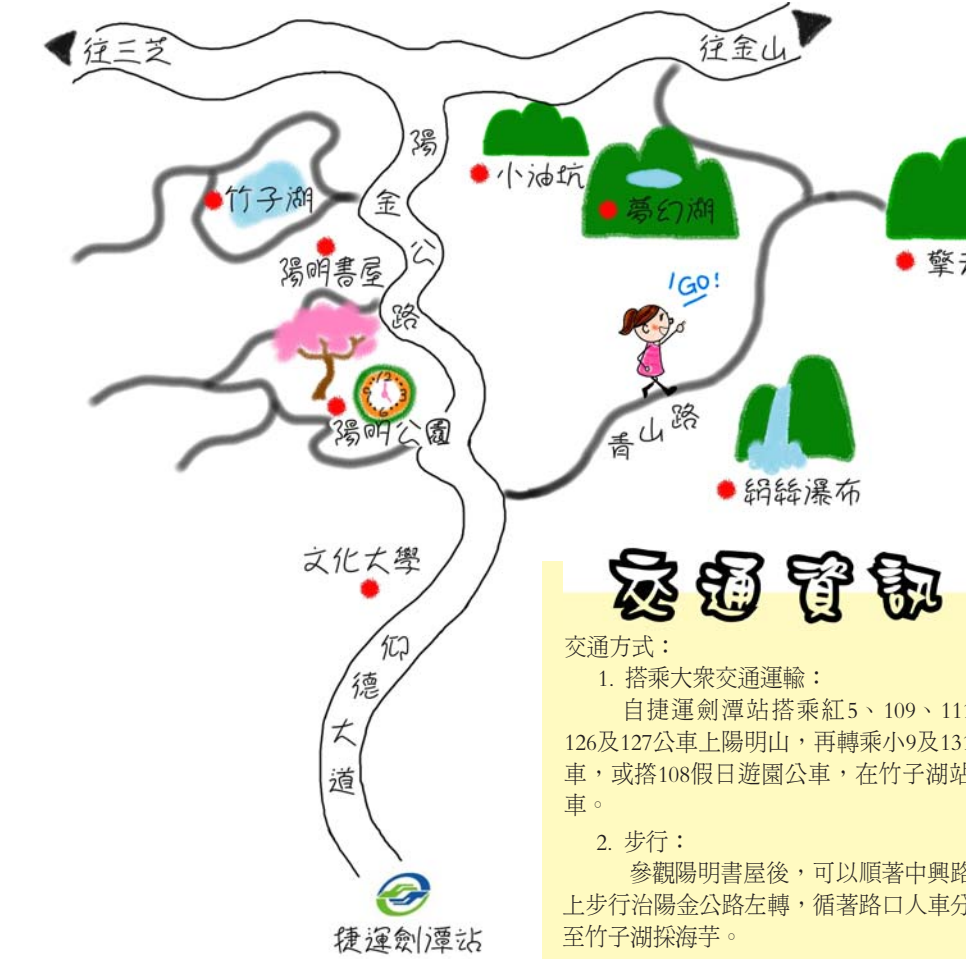 往三芝
往金山
陽金公路
小油坑
竹子湖
夢幻湖
陽明書屋
擎
GO!
12
6
陽明公園
青山路
絹絲瀑布
文化大學
仰德大道
捷運劍潭站
交通資訊
交通方式：
1. 搭乘大眾交通運輸：
自捷運劍潭站搭乘紅5、109、111
126及127公車上陽明山，再轉乘小9及131
車，或撘108假日遊園公車，在竹子湖站
車。
2. 步行：
參觀陽明書屋後，可以順著中興路
上步行治陽金公路左轉，循著路口人車分
至竹子湖採海芋。